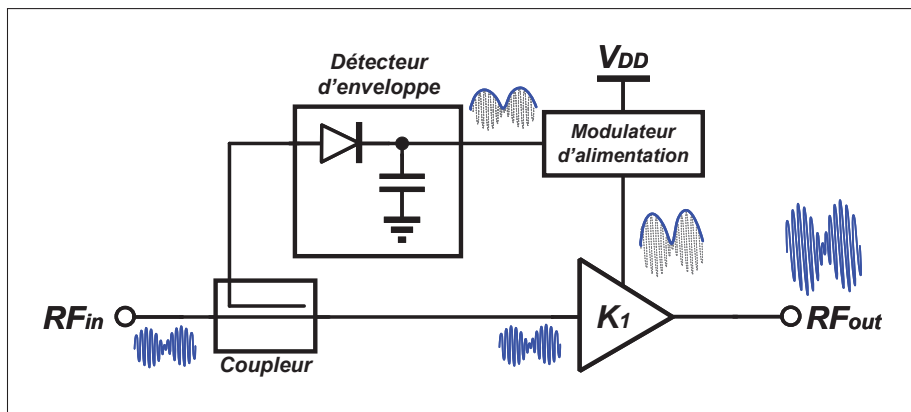 Détecteur
d'enveloppe
VDD
Modulateur
d'alimentation
RFin
Coupleur
K1
RFout